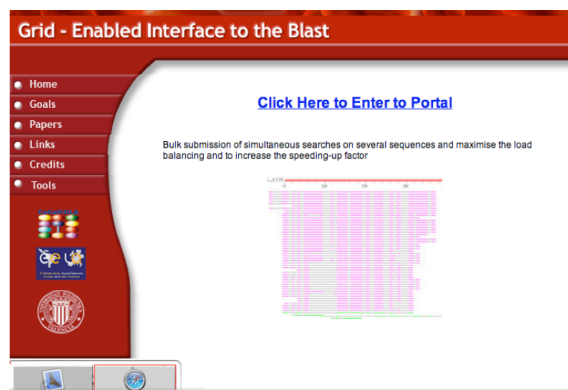 Grid - Enabled Interface to the Blast
Home
Goals
Papers
Links
Credits
Tools
Click Here to Enter to Portal
Bulk submission of simultaneous searches on several sequences and maximise the load
balancing and to increase the speeding-up factor